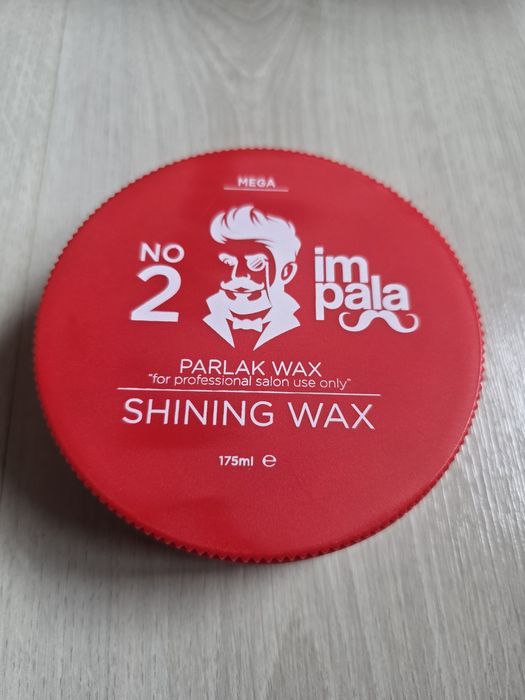 MEGA
NO
2
im
pala
PARLAK WAX
"for professional salon use only"
SHINING WAX
175ml ℮